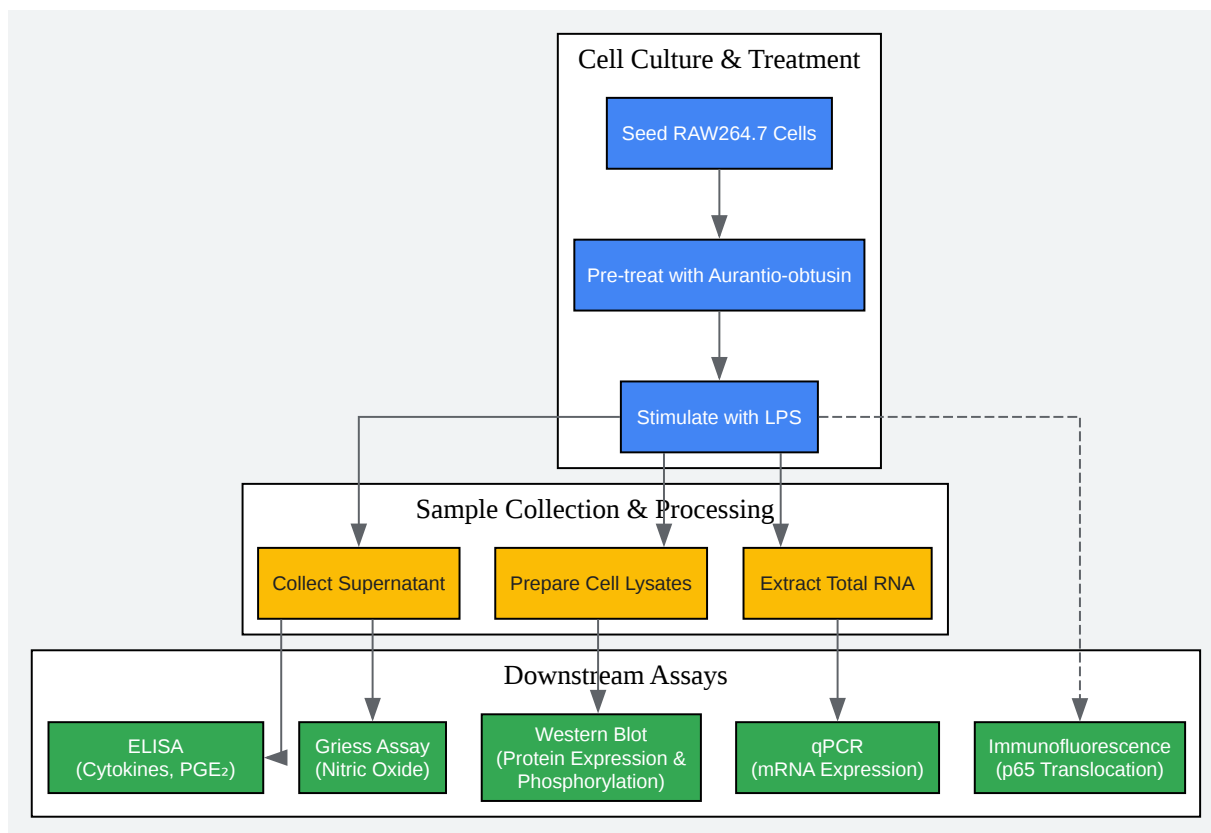 Cell Culture & Treatment
Seed RAW264.7 Cells
Pre-treat with Aurantio-obtusin
Stimulate with LPS
Sample Collection & Processing
Collect Supernatant
Prepare Cell Lysates
Extract Total RNA
Downstream Assays
ELISA
(Cytokines, PGE₂)
Griess Assay
(Nitric Oxide)
Western Blot
(Protein Expression &
Phosphorylation)
qPCR
(mRNA Expression)
Immunofluorescence
(p65 Translocation)